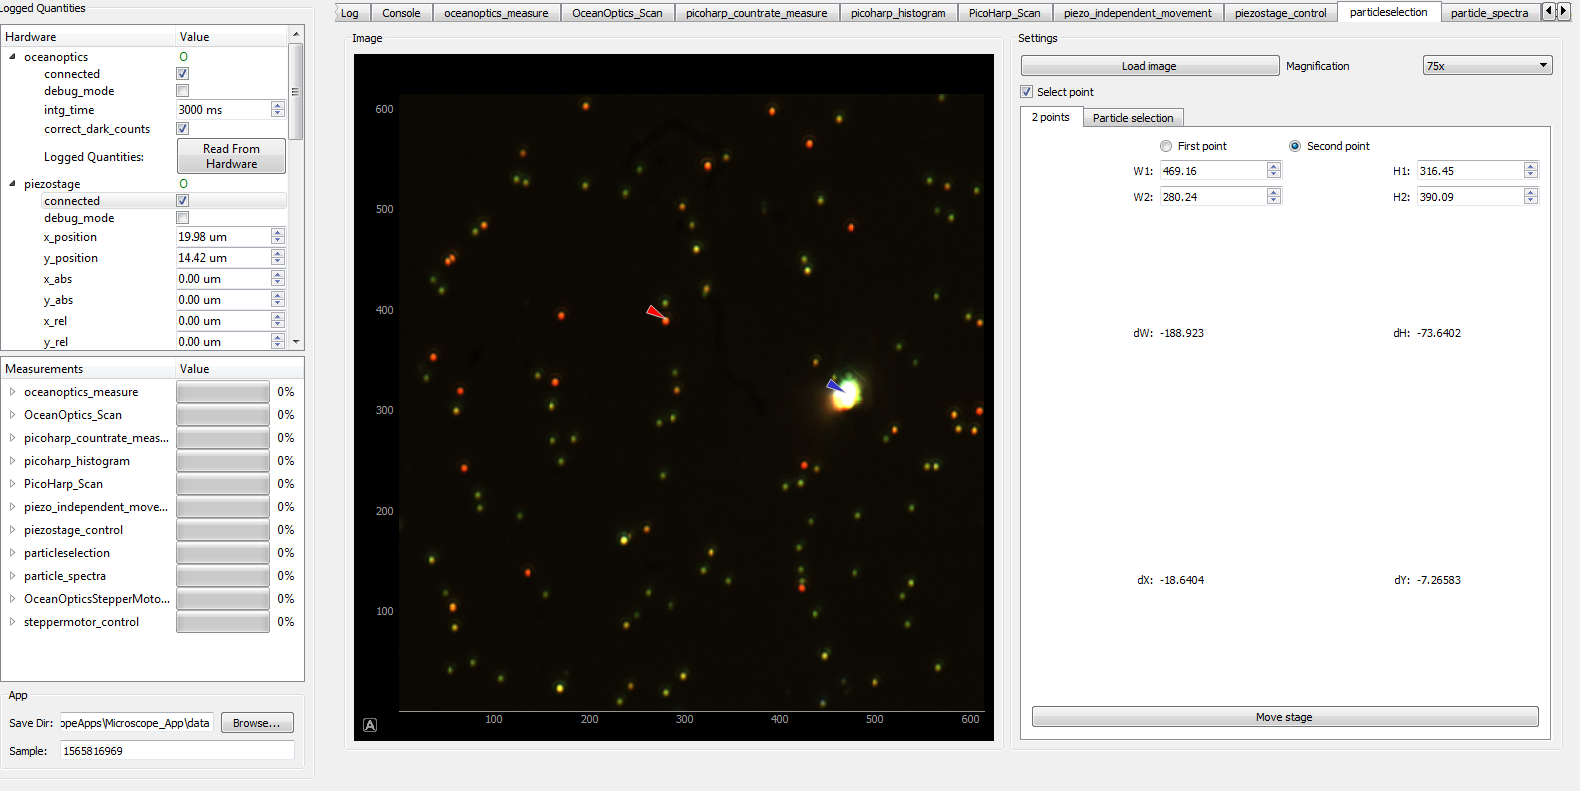 Logged Quantities
Hardware Value
oceanoptics O
connected
debug_mode
intg_time 3000 ms
correct_dark_counts
Logged Quantities: Read From Hardware
piezostage O
connected
debug_mode
x_position 19.98 um
y_position 14.42 um
x_abs 0.00 um
y_abs 0.00 um
x_rel 0.00 um
y_rel 0.00 um
Measurements Value
oceanoptics_measure 0%
OceanOptics_Scan 0%
picoharp_countrate_meas... 0%
picoharp_histogram 0%
PicoHarp_Scan 0%
piezo_independent_move... 0%
piezostage_control 0%
particleselection 0%
particle_spectra 0%
OceanOpticsStepperMoto... 0%
steppermotor_control 0%
App
Save Dir: opeApps\Microscope_App\data Browse...
Sample: 1565816969
Log Console oceanoptics_measure OceanOptics_Scan picoharp_countrate_measure picoharp_histogram PicoHarp_Scan piezo_independent_movement piezostage_control particleselection particle_spectra
Image
600
500
400
300
200
100
100 200 300 400 500 600
A
Settings
Load image Magnification 75x
Select point
2 points Particle selection
First point Second point
W1: 469.16 H1: 316.45
W2: 280.24 H2: 390.09
dW: -188.923 dH: -73.6402
dX: -18.6404 dY: -7.26583
Move stage